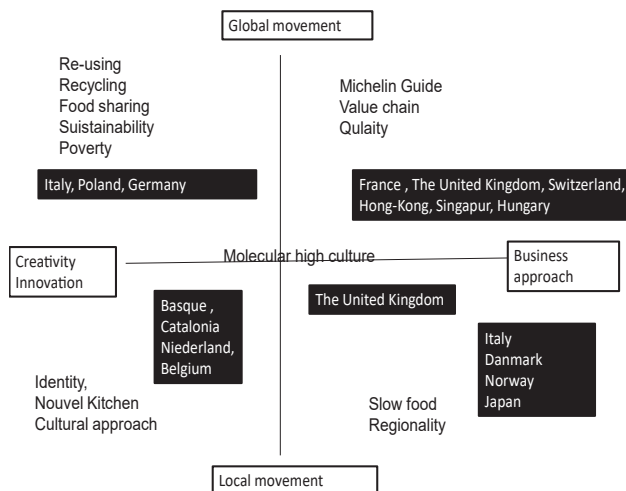 Global movement
Re-using
Recycling
Food sharing
Suistainability
Poverty
Michelin Guide
Value chain
Qulaity
Italy, Poland, Germany
France , The United Kingdom, Switzerland,
Hong-Kong, Singapur, Hungary
Creativity
Innovation
Molecular high culture
Business
approach
The United Kingdom
Basque ,
Catalonia
Niederland,
Belgium
Italy
Danmark
Norway
Japan
Identity,
Nouvel Kitchen
Cultural approach
Slow food
Regionality
Local movement